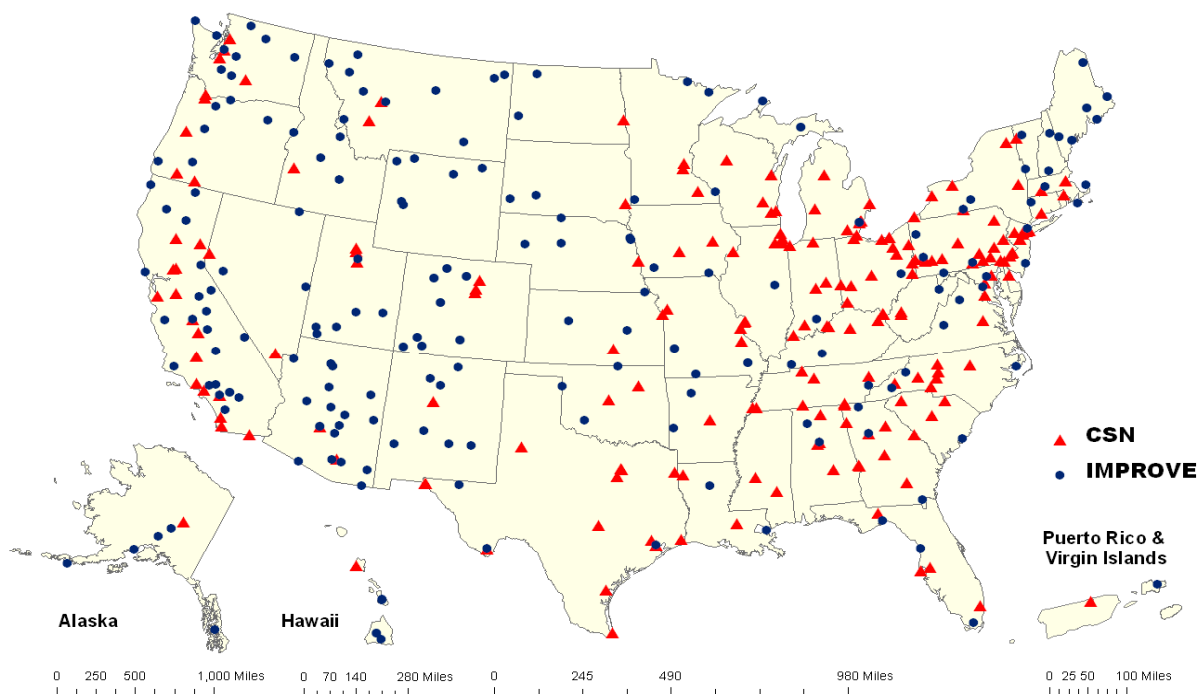 CSN
IMPROVE
Puerto Rico &
Virgin Islands
Alaska
Hawaii
0 250 500 1,000 Miles
0 70 140 280 Miles
0 245 490 980 Miles
0 25 50 100 Miles